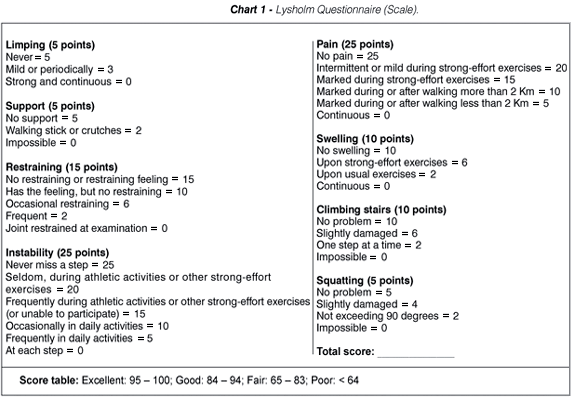 Chart 1 - Lysholm Questionnaire (Scale).
Limping (5 points)
Never= 5
Mild or periodically = 3
Strong and continuous = 0
Support (5 points)
No support = 5
Walking stick or crutches = 2
Impossible = 0
Restraining (15 points)
No restraining or restraining feeling = 15
Has the feeling, but no restraining = 10
Occasional restraining = 6
Frequent = 2
Joint restrained at examination = 0
Instability (25 points)
Never miss a step = 25
Seldom, during athletic activities or other strong-effort
exercises = 20
Frequently during athletic activities or other strong-effort exercises
(or unable to participate) = 15
Occasionally in daily activities = 10
Frequently in daily activities = 5
At each step = 0
Pain (25 points)
No pain = 25
Intermittent or mild during strong-effort exercises = 20
Marked during strong-effort exercises = 15
Marked during or after walking more than 2 Km = 10
Marked during or after walking less than 2 Km = 5
Continuous = 0
Swelling (10 points)
No swelling = 10
Upon strong-effort exercises = 6
Upon usual exercises = 2
Continuous = 0
Climbing stairs (10 points)
No problem = 10
Slightly damaged = 6
One step at a time = 2
Impossible = 0
Squatting (5 points)
No problem = 5
Slightly damaged = 4
Not exceeding 90 degrees = 2
Impossible = 0
Total score: ______________
Score table: Excellent: 95 – 100; Good: 84 – 94; Fair: 65 – 83; Poor: < 64